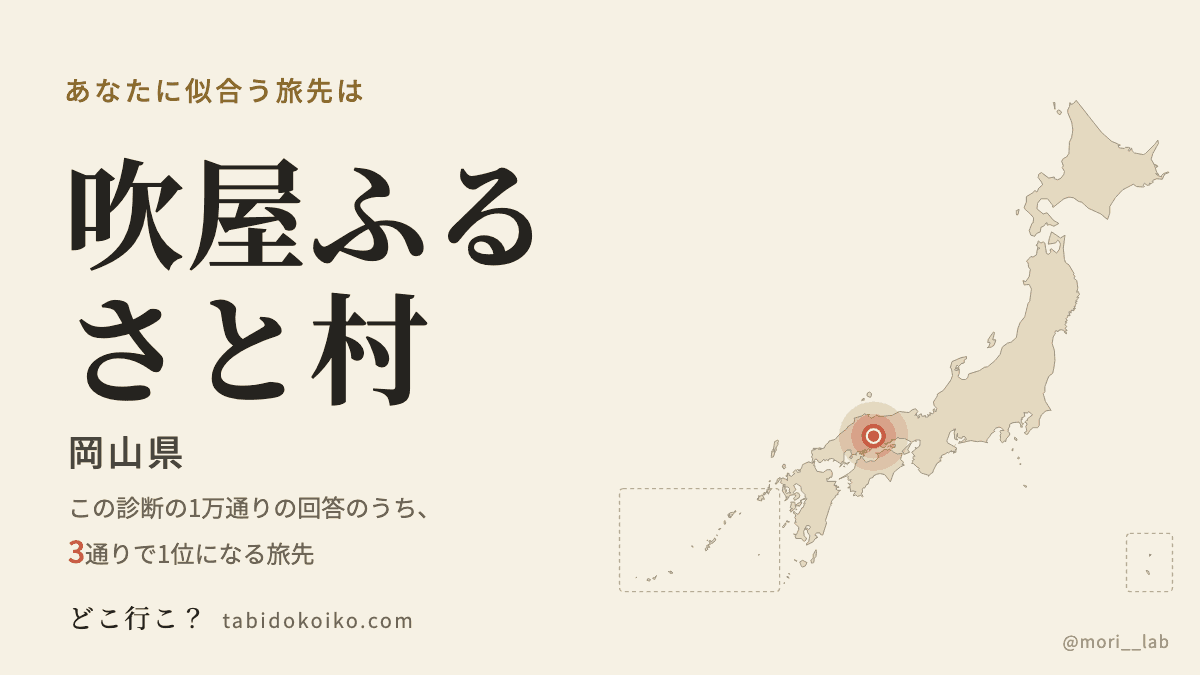 あなたに似合う旅先は
吹屋ふる
さと村
岡山県
この診断の1万通りの回答のうち、
3通りで1位になる旅先
どこ行こ？ tabidokoiko.com
@mori__lab